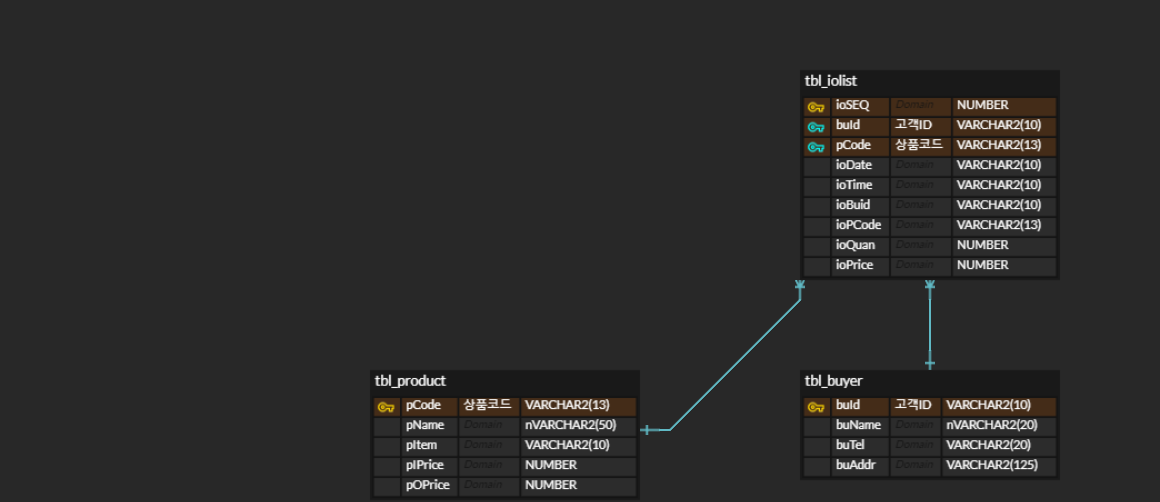 tbl_iolist
ioSEQ Domain NUMBER
buId 고객ID VARCHAR2(10)
pCode 상품코드 VARCHAR2(13)
ioDate Domain VARCHAR2(10)
ioTime Domain VARCHAR2(10)
ioBuid Domain VARCHAR2(10)
ioPCode Domain VARCHAR2(13)
ioQuan Domain NUMBER
ioPrice Domain NUMBER
tbl_product
pCode 상품코드 VARCHAR2(13)
pName Domain nVARCHAR2(50)
pItem Domain VARCHAR2(10)
pIPrice Domain NUMBER
pOPrice Domain NUMBER
tbl_buyer
buId 고객ID VARCHAR2(10)
buName Domain nVARCHAR2(20)
buTel Domain VARCHAR2(20)
buAddr Domain VARCHAR2(125)